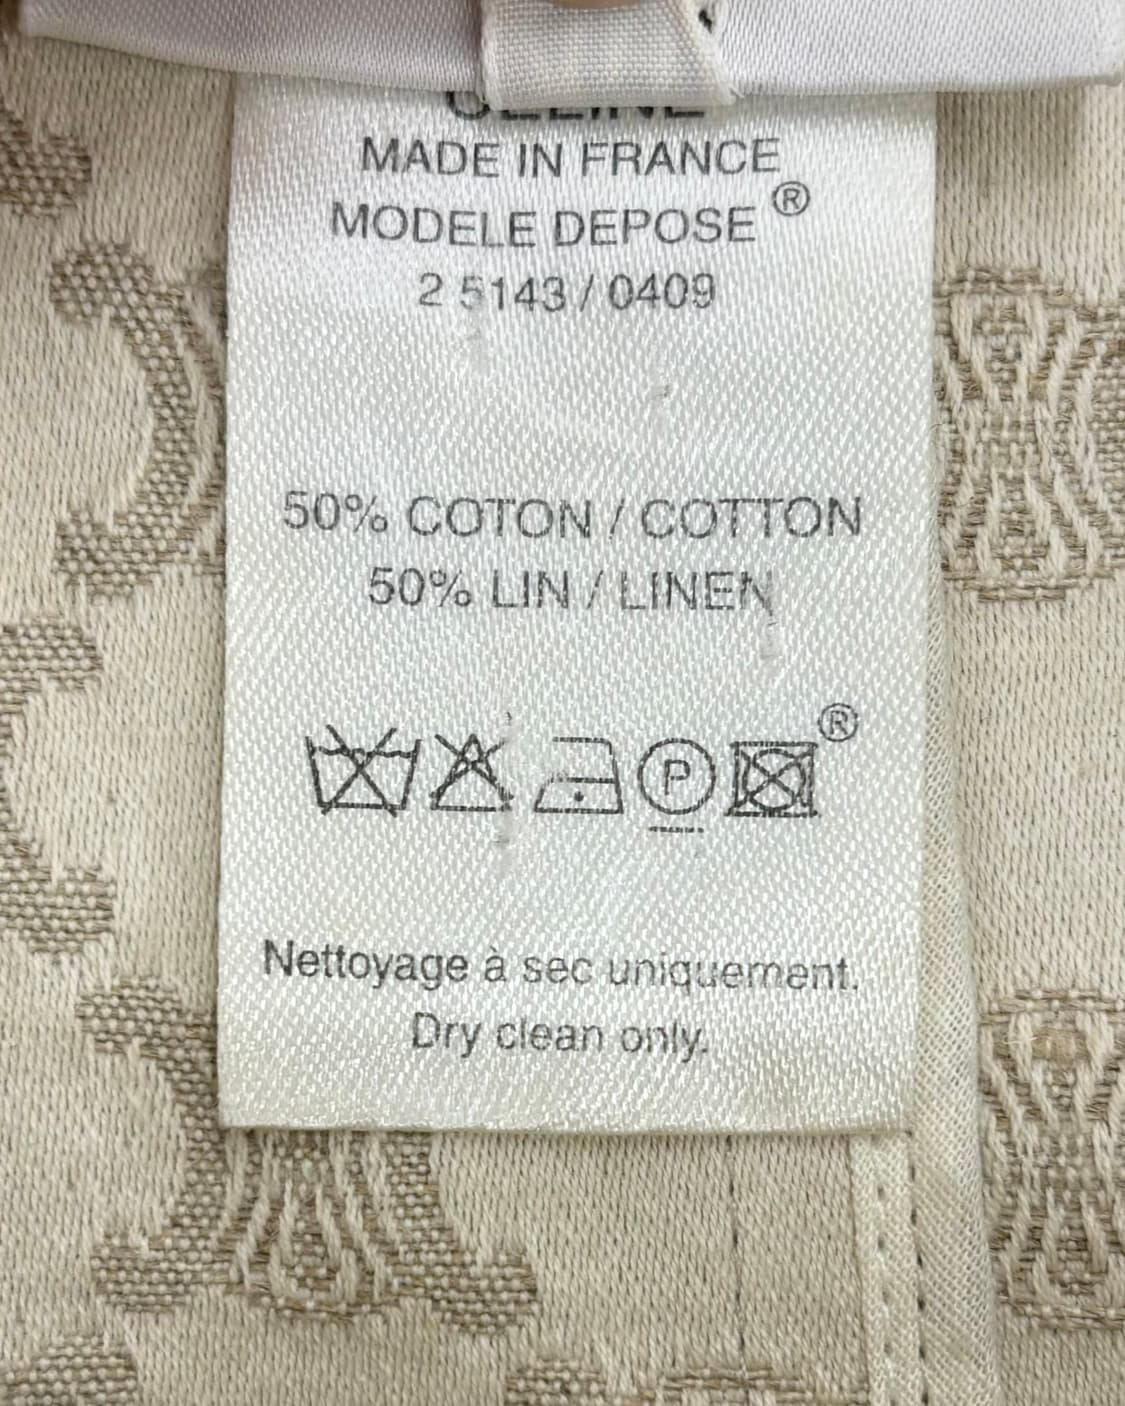 CELINE
MADE IN FRANCE
MODELE DEPOSE ®
2 5143 / 0409
50% COTON / COTTON
50% LIN / LINEN
P
®
Nettoyage à sec uniquement.
Dry clean only.